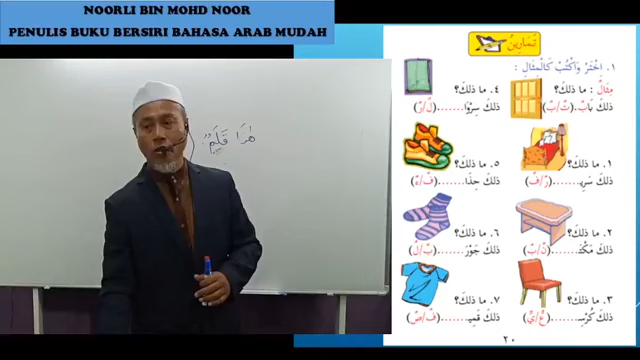 NOORLI BIN MOHD NOOR
PENULIS BUKU BERSIRI BAHASA ARAB MUDAH
هٰذَا قَلَمٌ
تَمَارِينُ
١. اِخْتَرْ وَاكْتُبْ كَالْمِثَالِ :
مِثَالٌ : مَا ذٰلِكَ؟
ذٰلِكَ بَابٌ. (تٌ/بٌ)
١. مَا ذٰلِكَ؟
ذٰلِكَ سَرِيـ....... (رٌ/فٌ)
٢. مَا ذٰلِكَ؟
ذٰلِكَ مَكْتَـ....... (نٌ/بٌ)
٣. مَا ذٰلِكَ؟
ذٰلِكَ كُرْسِـ....... (عٌ/يٌّ)
٤. مَا ذٰلِكَ؟
ذٰلِكَ سِرْوَا....... (لٌ/رٌ)
٥. مَا ذٰلِكَ؟
ذٰلِكَ حِذَا....... (فٌ/ءٌ)
٦. مَا ذٰلِكَ؟
ذٰلِكَ جَوْرَ....... (بٌ/لٌ)
٧. مَا ذٰلِكَ؟
ذٰلِكَ قَمِيـ....... (فٌ/صٌ)
٢٠